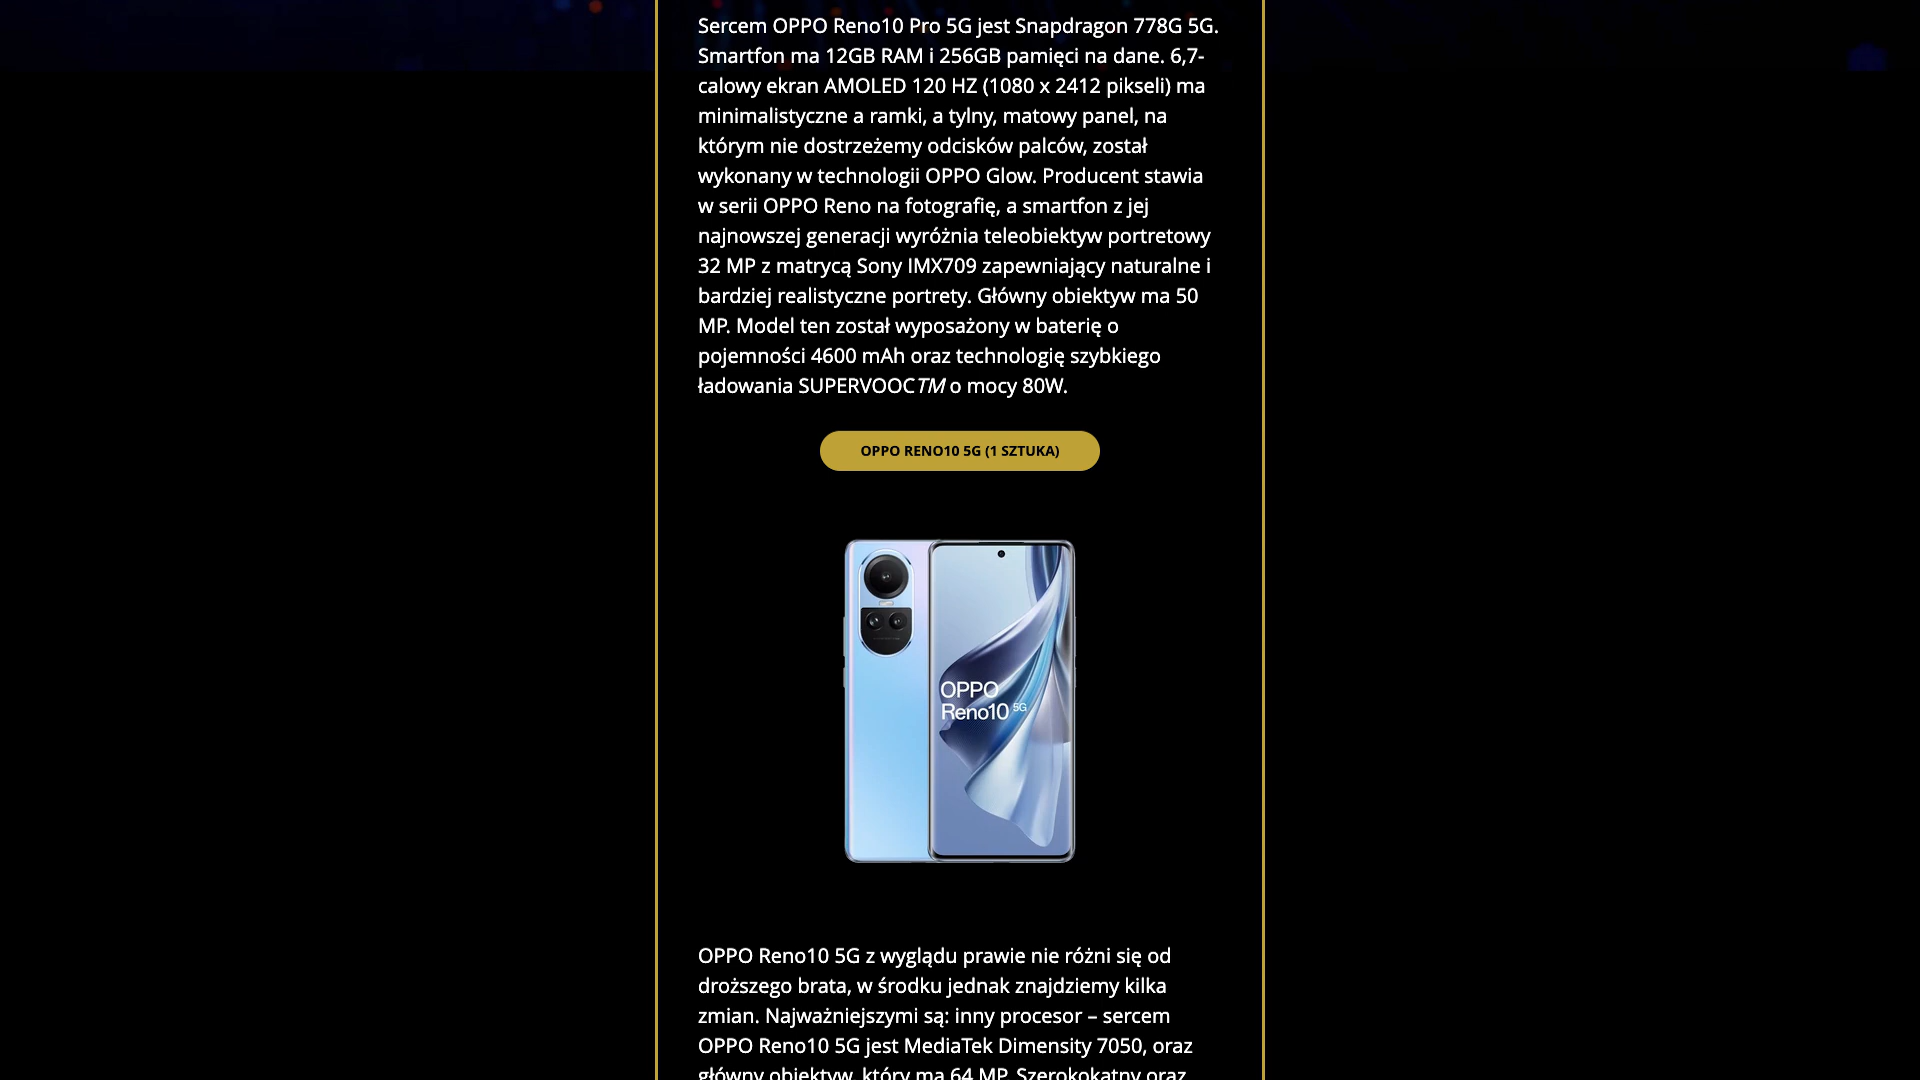 Sercem OPPO Reno10 Pro 5G jest Snapdragon 778G 5G.
Smartfon ma 12GB RAM i 256GB pamięci na dane. 6,7-
calowy ekran AMOLED 120 HZ (1080 x 2412 pikseli) ma
minimalistyczne a ramki, a tylny, matowy panel, na
którym nie dostrzeżemy odcisków palców, został
wykonany w technologii OPPO Glow. Producent stawia
w serii OPPO Reno na fotografię, a smartfon z jej
najnowszej generacji wyróżnia teleobiektyw portretowy
32 MP z matrycą Sony IMX709 zapewniający naturalne i
bardziej realistyczne portrety. Główny obiektyw ma 50
MP. Model ten został wyposażony w baterię o
pojemności 4600 mAh oraz technologię szybkiego
ładowania SUPERVOOCTM o mocy 80W.
OPPO RENO10 5G (1 SZTUKA)
OPPO
Reno10 5G
OPPO Reno10 5G z wyglądu prawie nie różni się od
droższego brata, w środku jednak znajdziemy kilka
zmian. Najważniejszymi są: inny procesor – sercem
OPPO Reno10 5G jest MediaTek Dimensity 7050, oraz
główny obiektyw, który ma 64 MP. Szerokokątny oraz